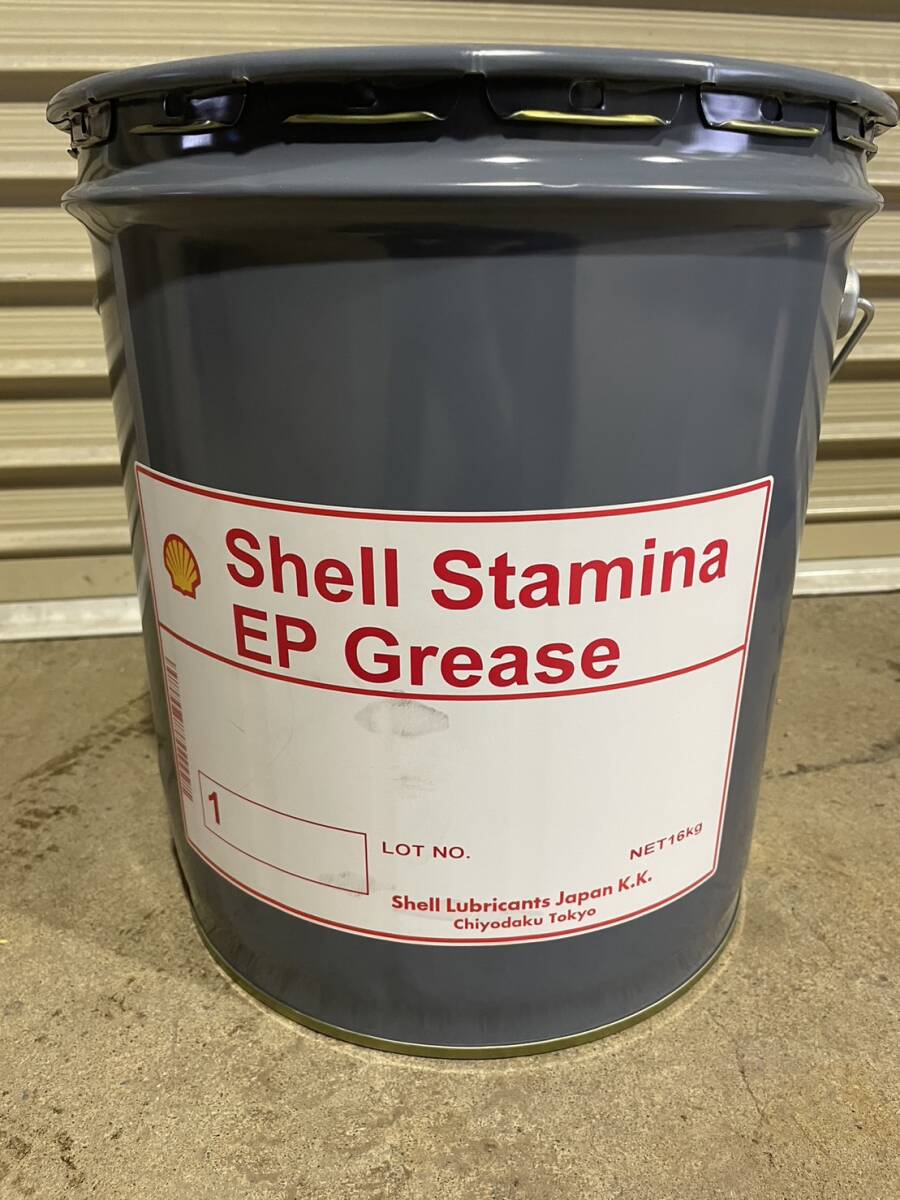 Shell Stamina
EP Grease
1
LOT NO.
NET16kg
Shell Lubricants Japan K.K.
Chiyodaku Tokyo